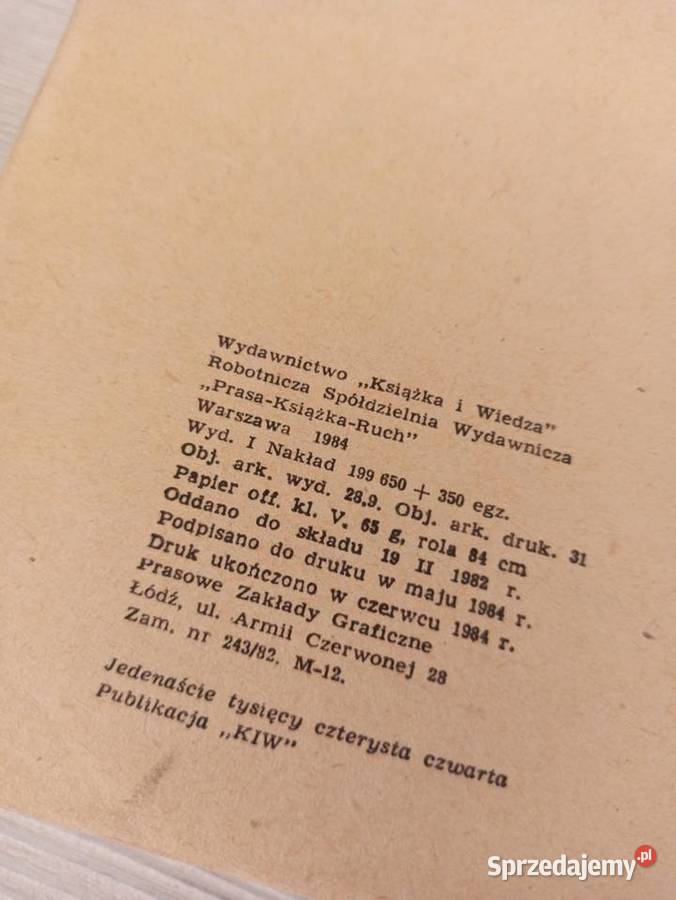 Wydawnictwo „Książka i Wiedza”
Robotnicza Spółdzielnia Wydawnicza
„Prasa-Książka-Ruch”
Warszawa 1984
Wyd. I Nakład 199 650 + 350 egz.
Obj. ark. wyd. 28.9. Obj. ark. druk. 31
Papier off. kl. V. 65 g, rola 84 cm
Oddano do składu 19 II 1982 r.
Podpisano do druku w maju 1984 r.
Druk ukończono w czerwcu 1984 r.
Prasowe Zakłady Graficzne
Łódź, ul. Armii Czerwonej 28
Zam. nr 243/82. M-12.
Jedenaście tysięcy czterysta czwarta
Publikacja „KIW”
Sprzedajemy.pl